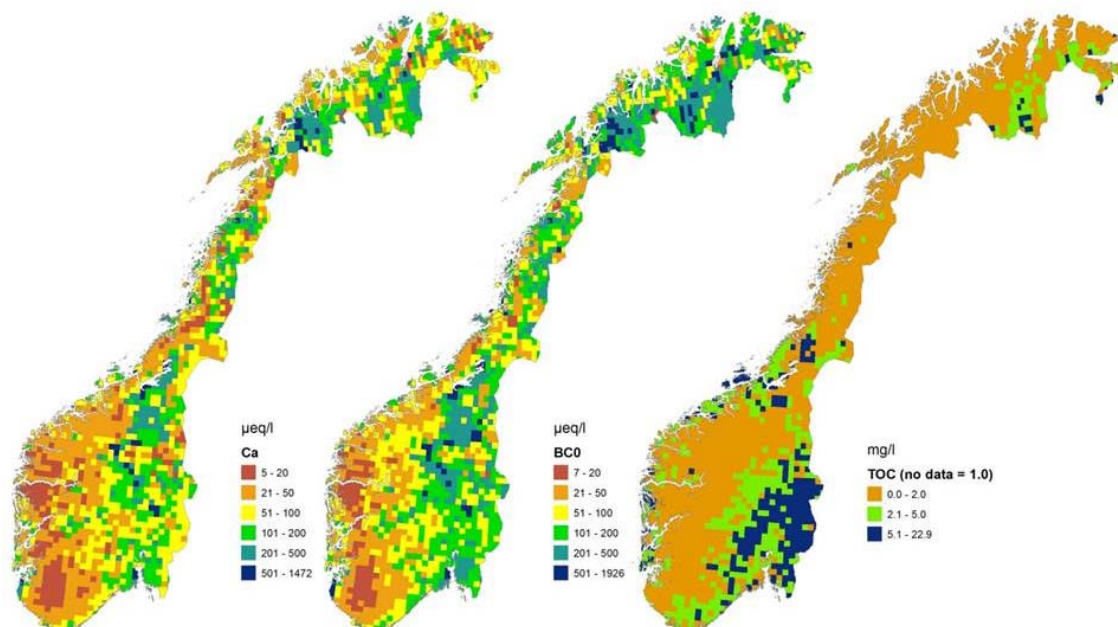 µeq/l
Ca
5 - 20
21 - 50
51 - 100
101 - 200
201 - 500
501 - 1472
µeq/l
BC0
7 - 20
21 - 50
51 - 100
101 - 200
201 - 500
501 - 1926
mg/l
TOC (no data = 1.0)
0.0 - 2.0
2.1 - 5.0
5.1 - 22.9